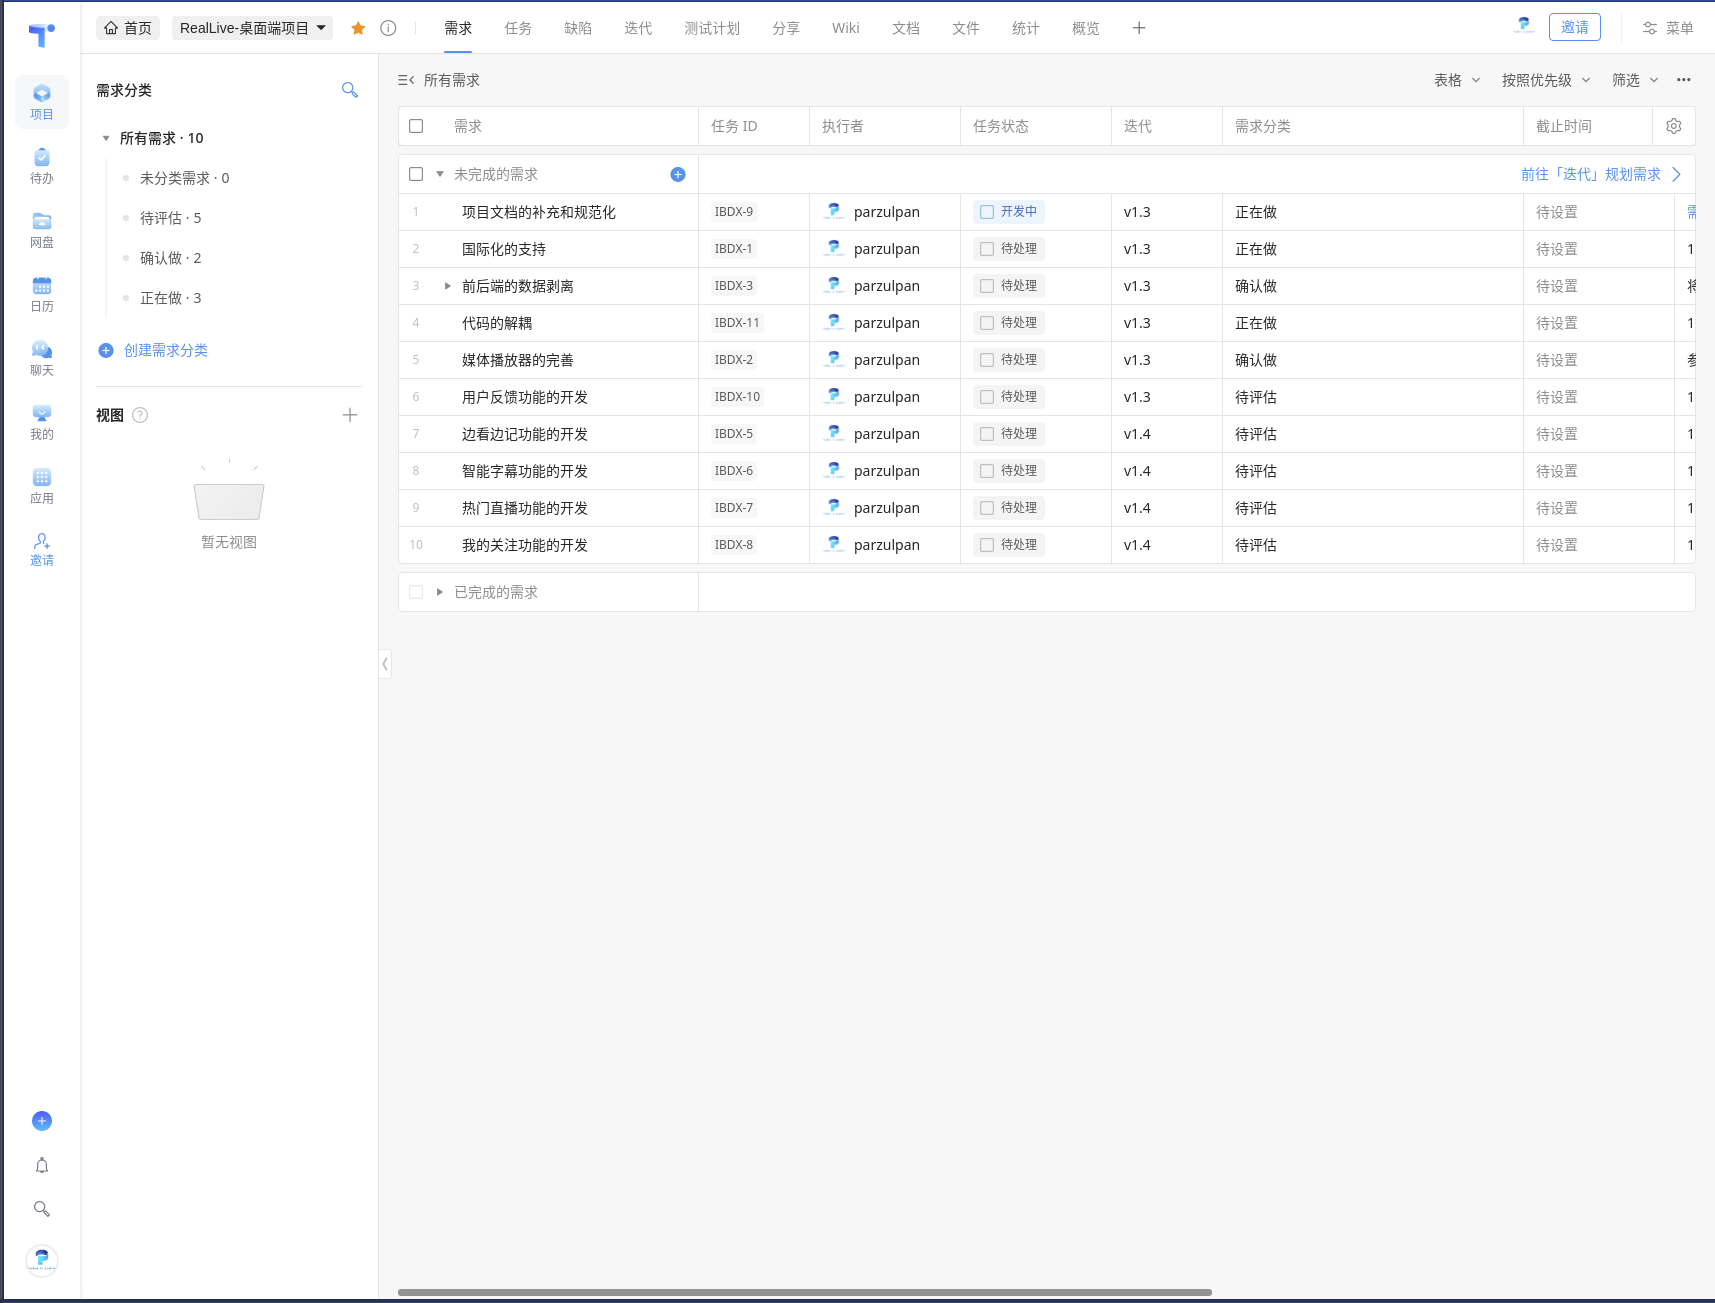 首页 RealLive-桌面端项目 需求 任务 缺陷 迭代 测试计划 分享 Wiki 文档 文件 统计 概览 邀请 菜单
项目
待办
网盘
日历
聊天
我的
应用
邀请
需求分类
所有需求 · 10
未分类需求 · 0
待评估 · 5
确认做 · 2
正在做 · 3
创建需求分类
视图
暂无视图
所有需求 表格 按照优先级 筛选
需求 任务 ID 执行者 任务状态 迭代 需求分类 截止时间
未完成的需求 前往「迭代」规划需求
1 项目文档的补充和规范化 IBDX-9 parzulpan 开发中 v1.3 正在做 待设置
2 国际化的支持 IBDX-1 parzulpan 待处理 v1.3 正在做 待设置 1
3 前后端的数据剥离 IBDX-3 parzulpan 待处理 v1.3 确认做 待设置
4 代码的解耦 IBDX-11 parzulpan 待处理 v1.3 正在做 待设置 1
5 媒体播放器的完善 IBDX-2 parzulpan 待处理 v1.3 确认做 待设置
6 用户反馈功能的开发 IBDX-10 parzulpan 待处理 v1.3 待评估 待设置 1
7 边看边记功能的开发 IBDX-5 parzulpan 待处理 v1.4 待评估 待设置 1
8 智能字幕功能的开发 IBDX-6 parzulpan 待处理 v1.4 待评估 待设置 1
9 热门直播功能的开发 IBDX-7 parzulpan 待处理 v1.4 待评估 待设置 1
10 我的关注功能的开发 IBDX-8 parzulpan 待处理 v1.4 待评估 待设置 1
已完成的需求